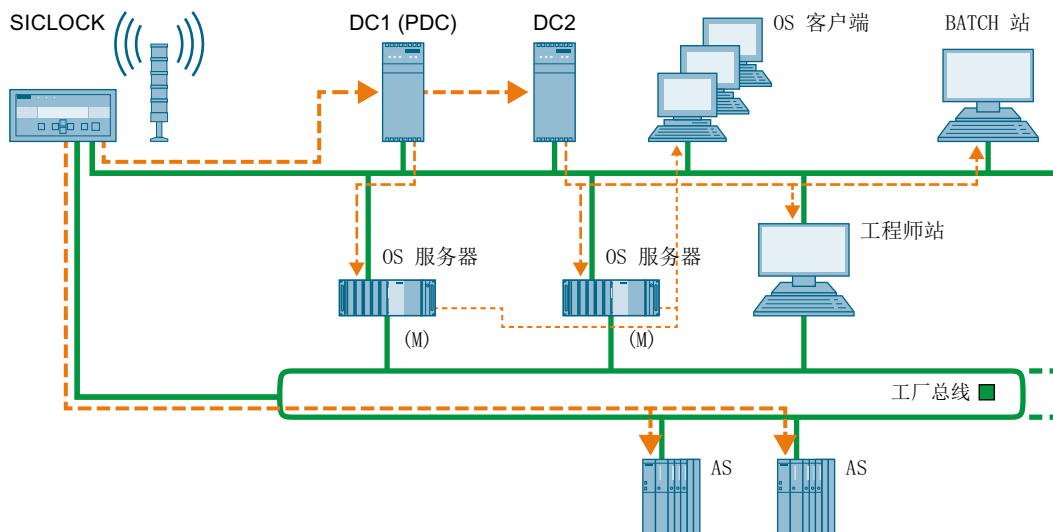 SICLOCK
DC1 (PDC)
DC2
OS 客户端
BATCH 站
OS 服务器
OS 服务器
工程师站
(M)
(M)
工厂总线
AS
AS